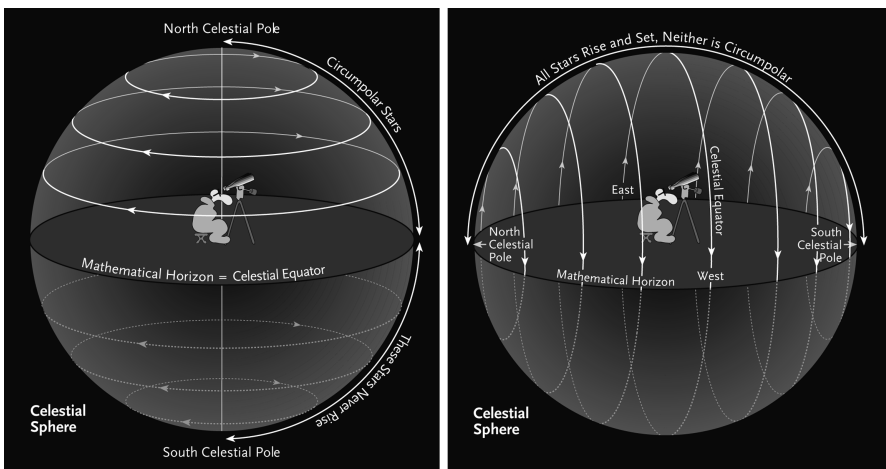 North Celestial Pole
Circumpolar Stars
Mathematical Horizon = Celestial Equator
These Stars Never Rise
Celestial
Sphere
South Celestial Pole
All Stars Rise and Set, Neither is Circumpolar
East
Celestial Equator
North
Celestial
Pole
South
Celestial
Pole
Mathematical Horizon
West
Celestial
Sphere